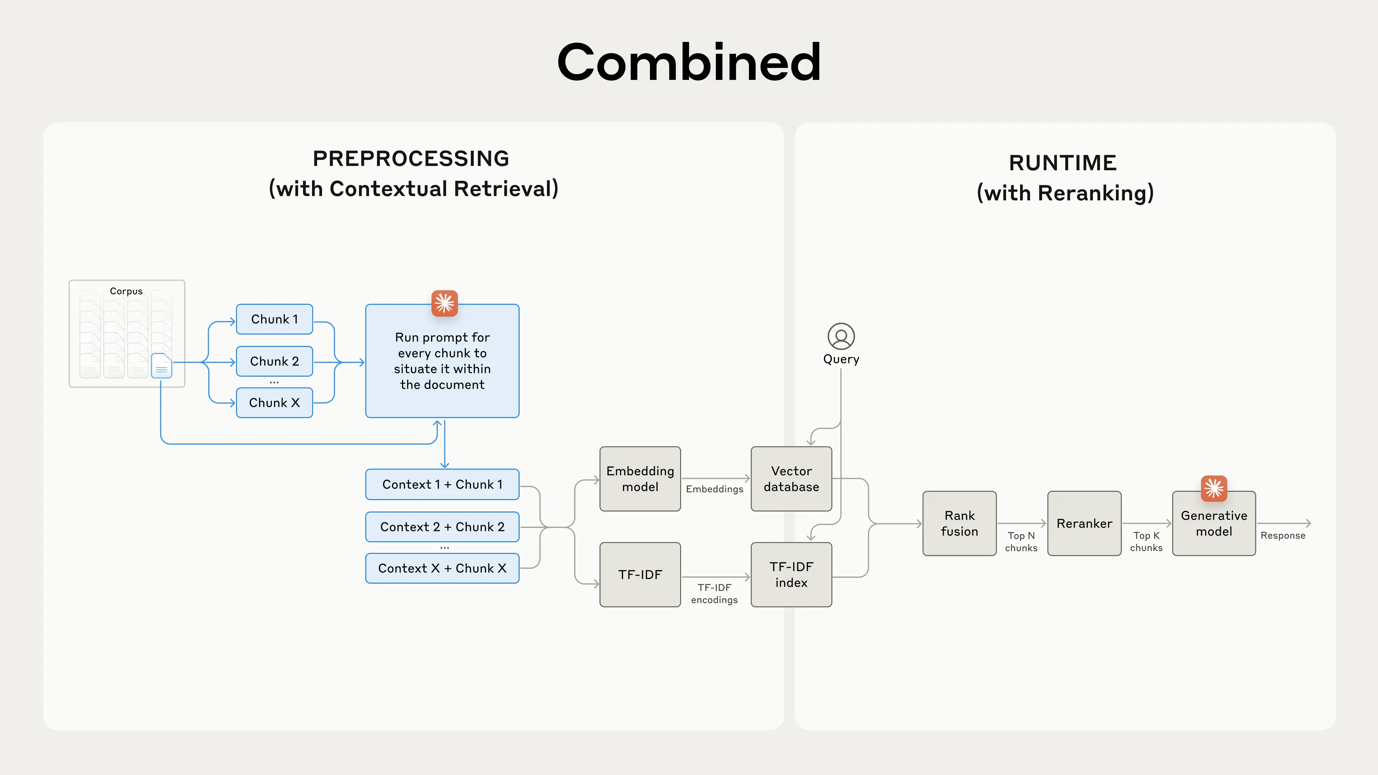 Combined
PREPROCESSING
(with Contextual Retrieval)
RUNTIME
(with Reranking)
Corpus
Chunk 1
Chunk 2
...
Chunk X
Run prompt for
every chunk to
situate it within
the document
Context 1 + Chunk 1
Context 2 + Chunk 2
...
Context X + Chunk X
Embedding
model
Embeddings
Vector
database
TF-IDF
TF-IDF
encodings
TF-IDF
index
Query
Rank
fusion
Top N
chunks
Reranker
Top K
chunks
Generative
model
Response